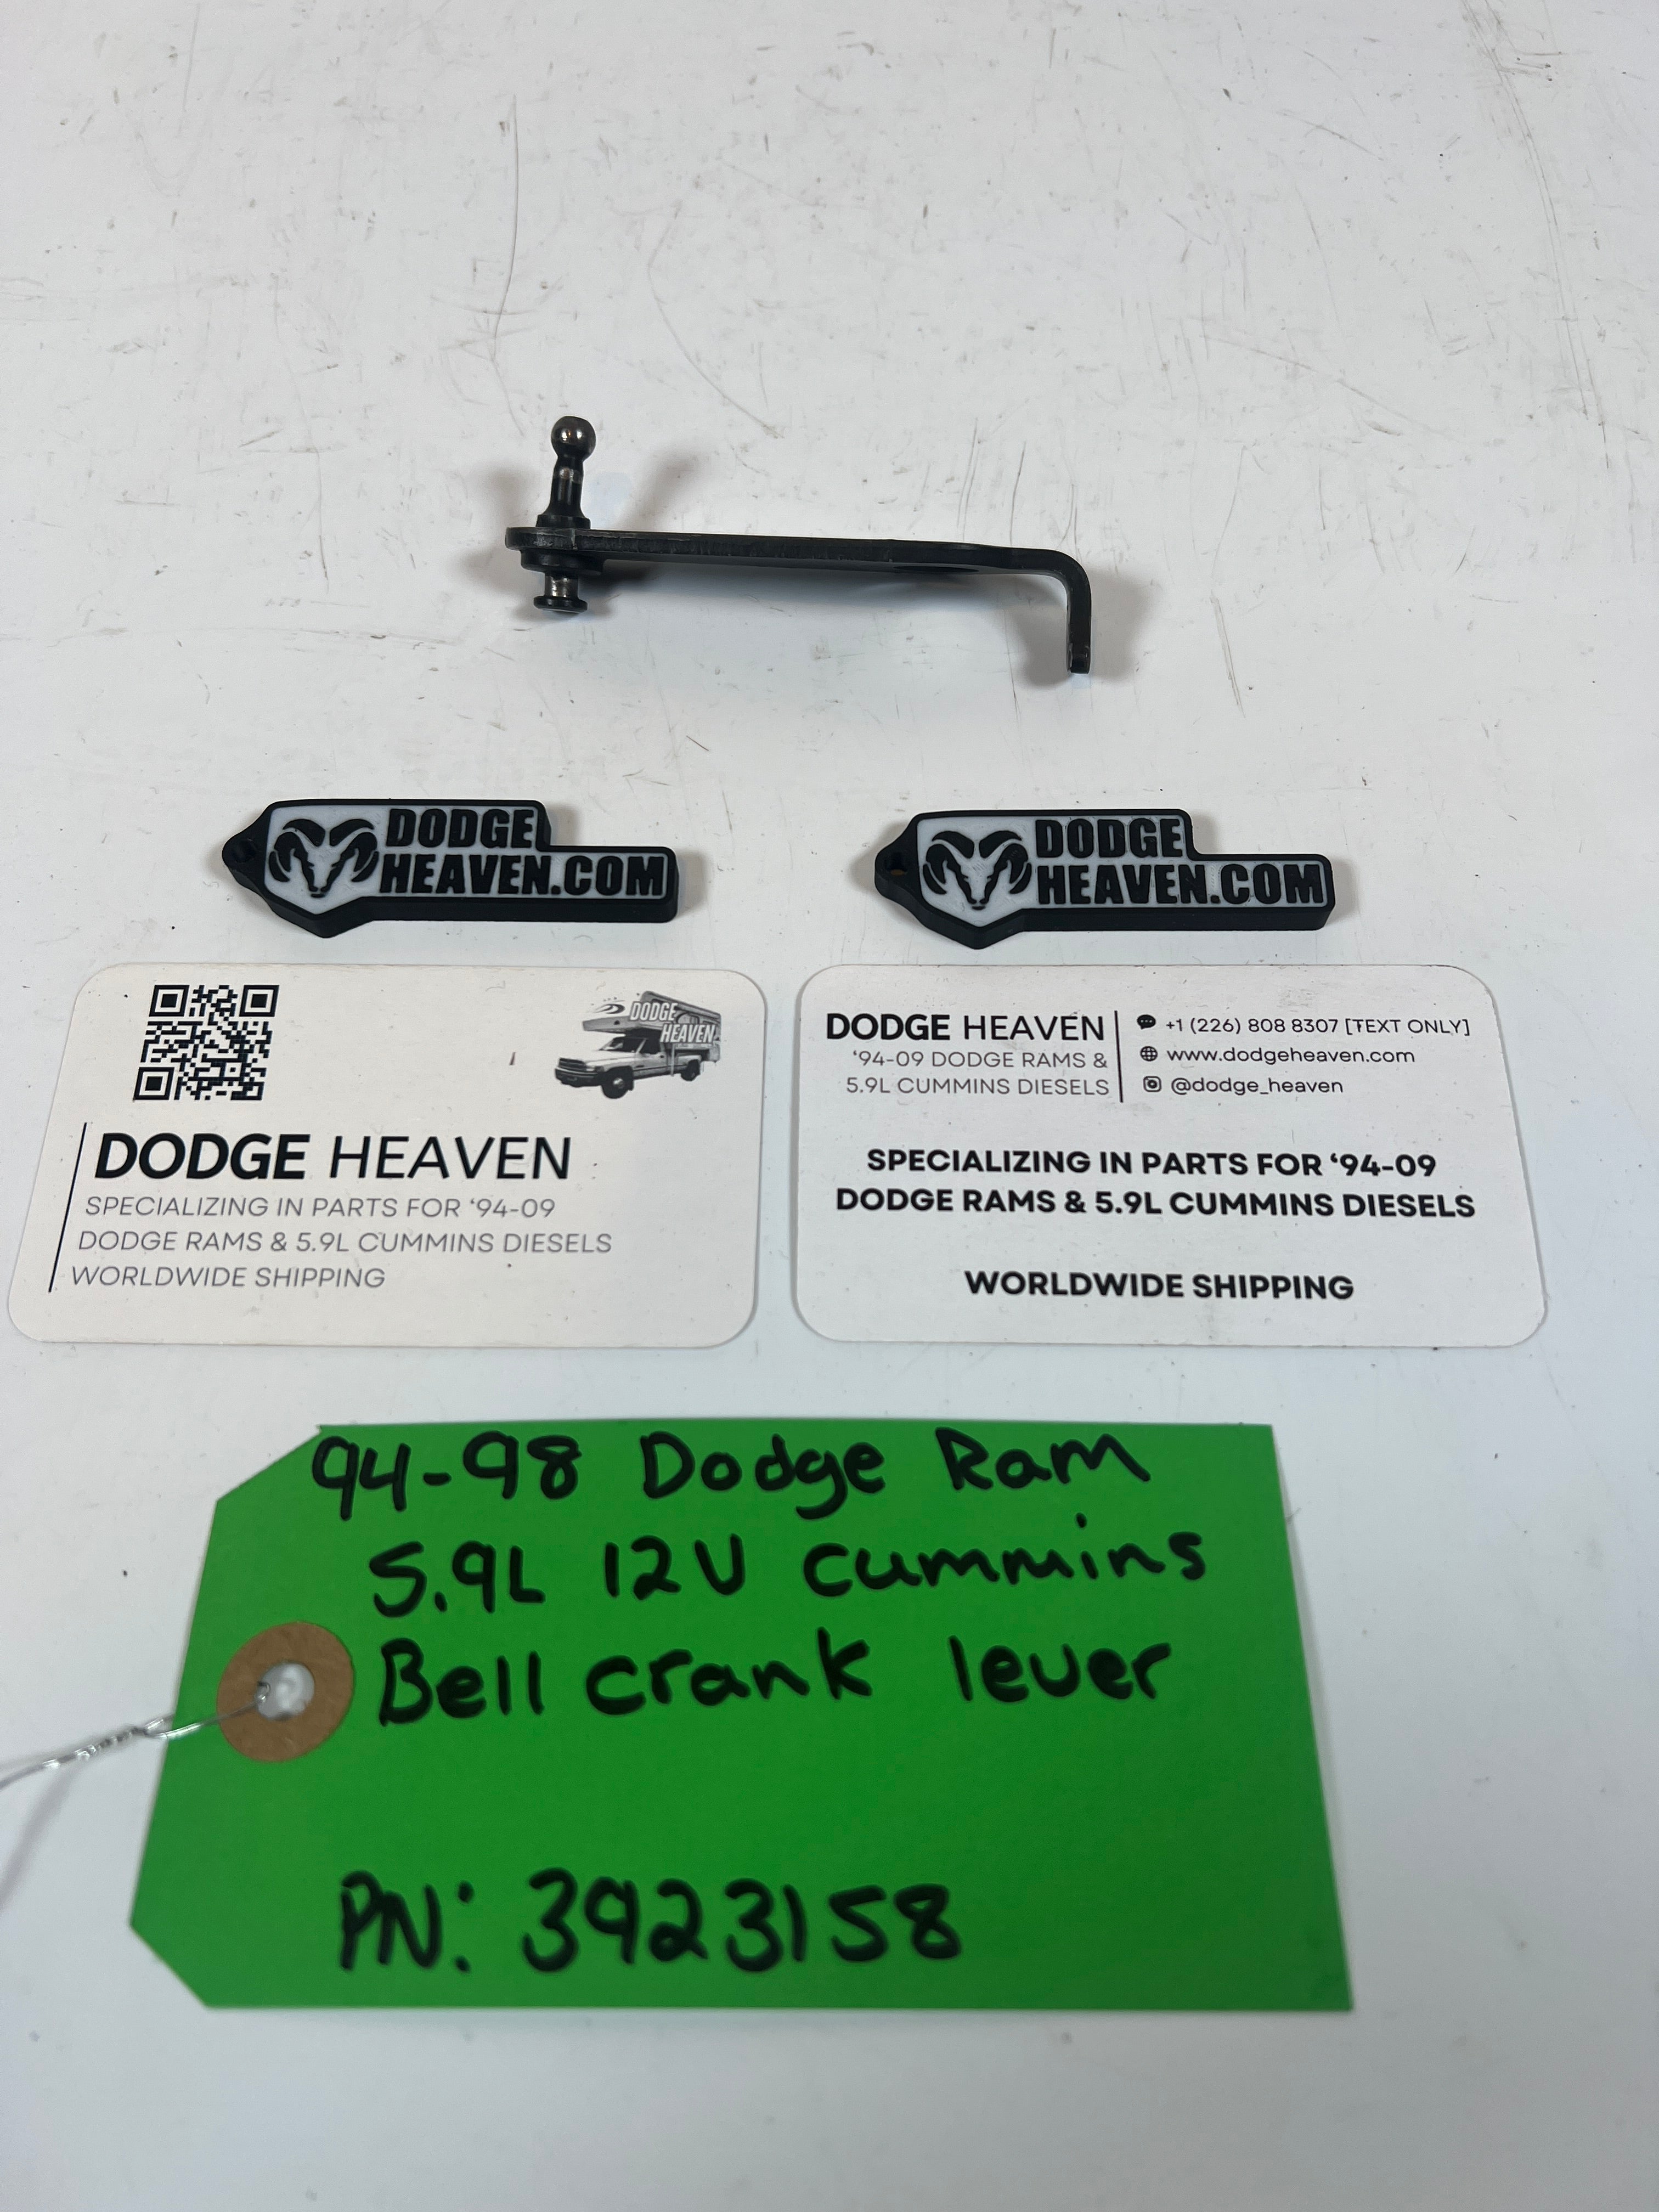 DODGE
HEAVEN.COM
DODGE
HEAVEN.COM
DODGE
HEAVEN
DODGE HEAVEN
SPECIALIZING IN PARTS FOR ‘94-09
DODGE RAMS & 5.9L CUMMINS DIESELS
WORLDWIDE SHIPPING
DODGE HEAVEN
‘94-09 DODGE RAMS &
5.9L CUMMINS DIESELS
+1 (226) 808 8307 [TEXT ONLY]
www.dodgeheaven.com
@dodge_heaven
SPECIALIZING IN PARTS FOR ‘94-09
DODGE RAMS & 5.9L CUMMINS DIESELS
WORLDWIDE SHIPPING
94-98 Dodge Ram
5.9L 12V cummins
Bell crank lever
PN: 3923158